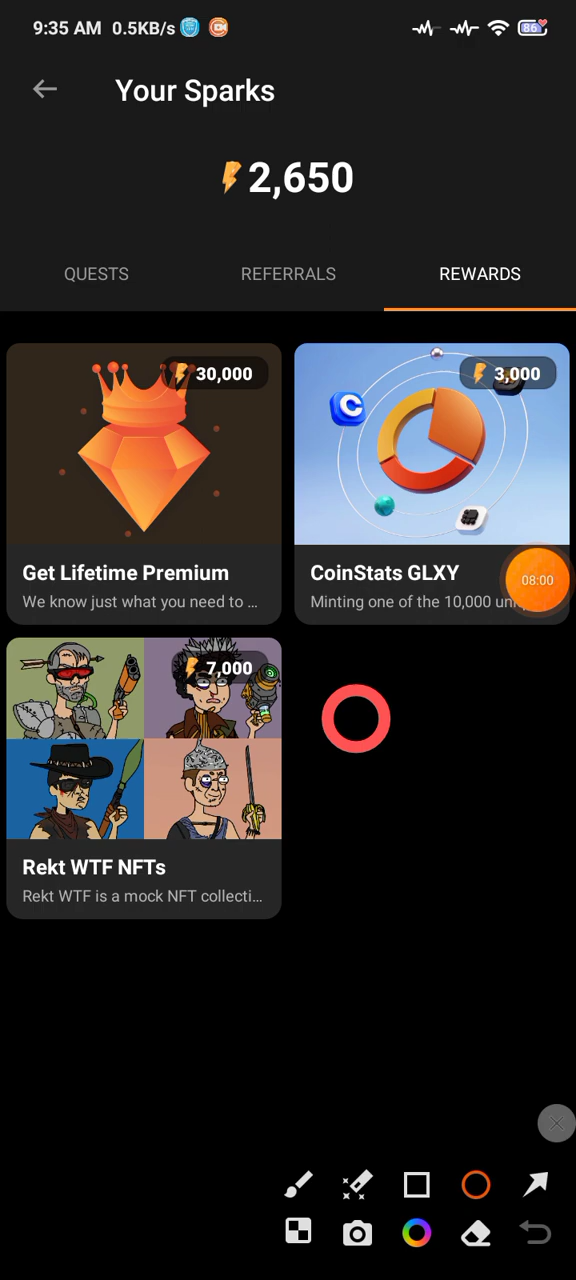 9:35 AM 0.5KB/s 86
Your Sparks
2,650
QUESTS REFERRALS REWARDS
30,000
3,000
C
Get Lifetime Premium
We know just what you need to ...
CoinStats GLXY
Minting one of the 10,000
08:00
7,000
Rekt WTF NFTs
Rekt WTF is a mock NFT collecti...